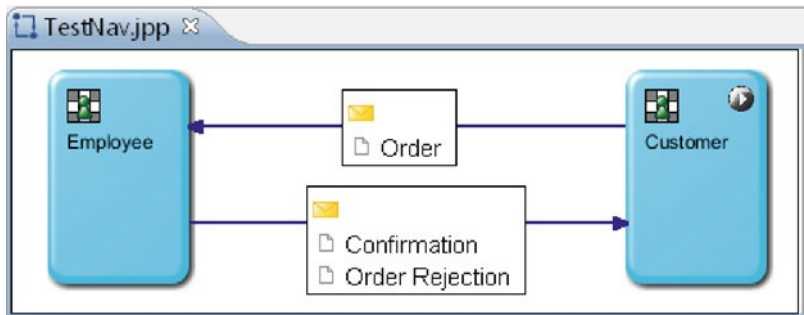 TestNav.jpp
Employee
Order
Customer
Confirmation
Order Rejection